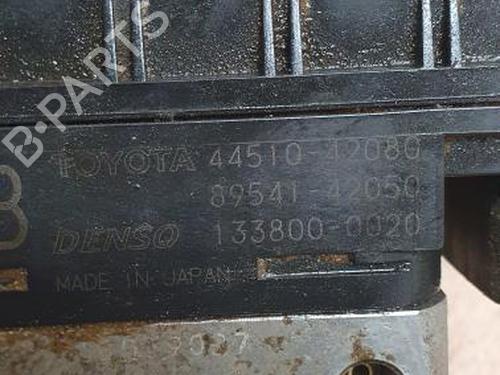 B-PARTS
TOYOTA 44510-42080
89541-42050
DENSO 133800-0020
MADE IN JAPAN